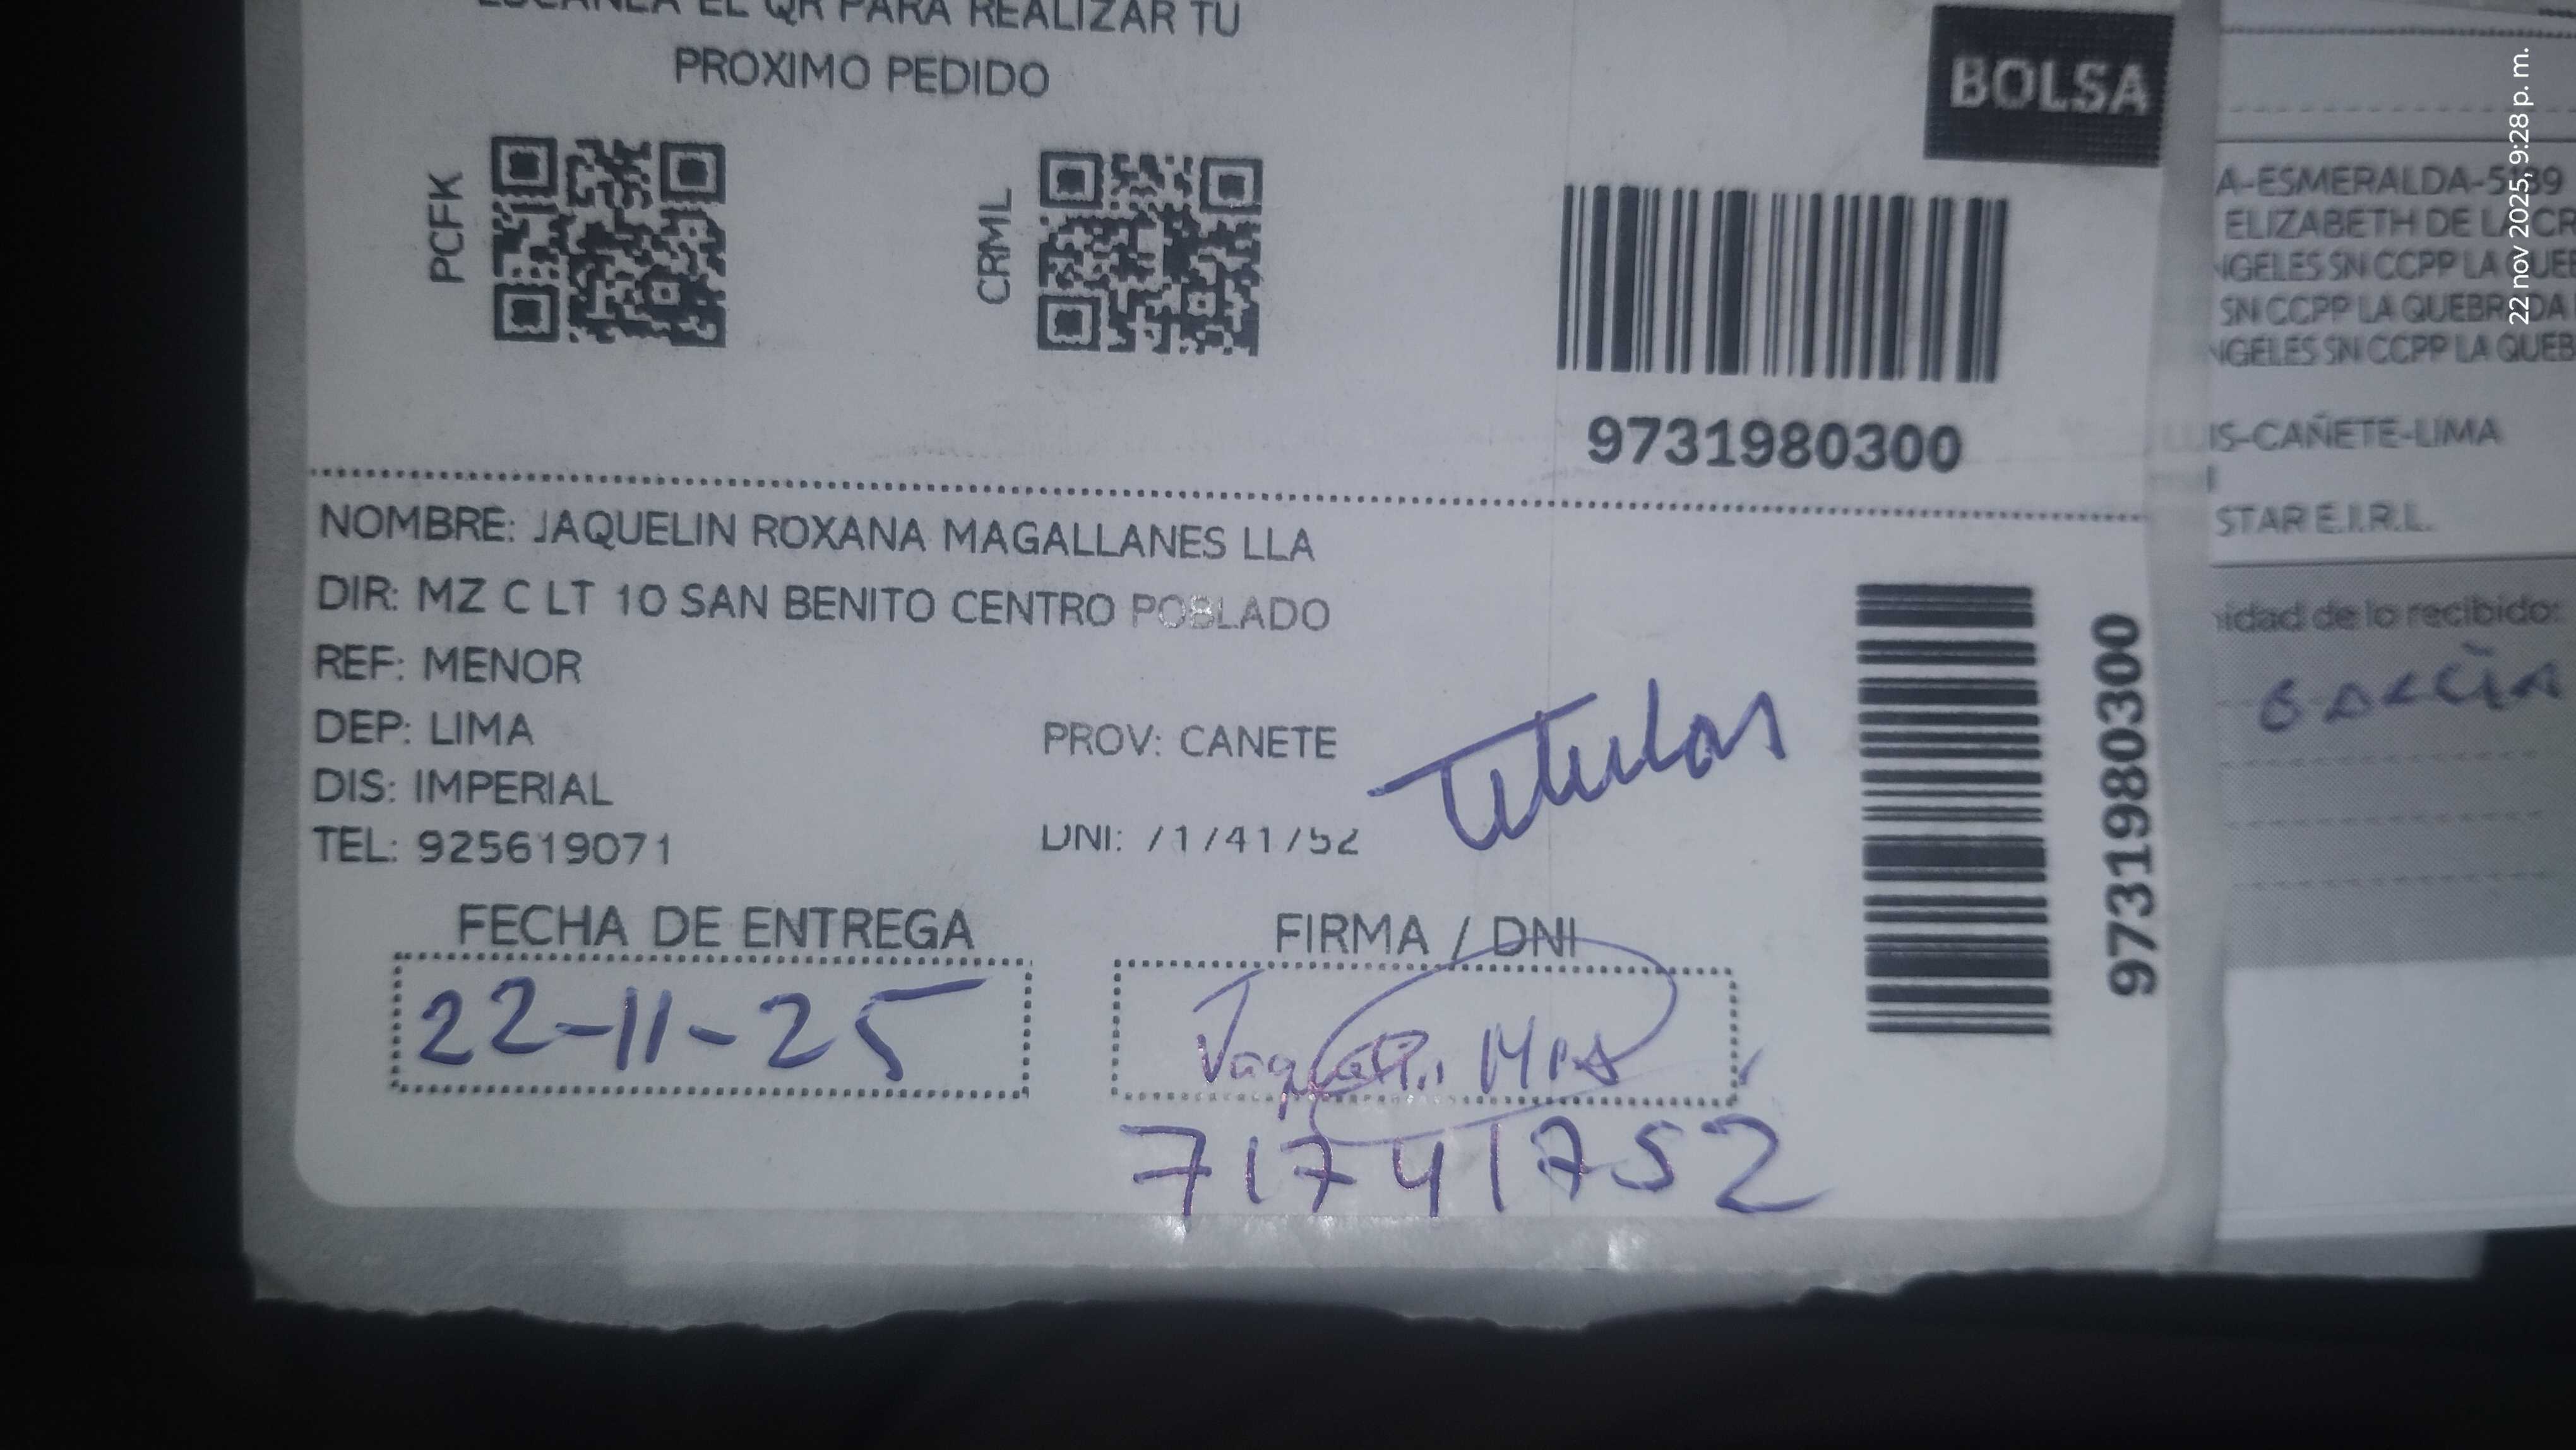 ESCANEA EL QR PARA REALIZAR TU
PROXIMO PEDIDO
BOLSA
PCFK
CRML
9731980300
NOMBRE: JAQUELIN ROXANA MAGALLANES LLA
DIR: MZ C LT 10 SAN BENITO CENTRO POBLADO
REF: MENOR
DEP: LIMA
PROV: CANETE
Titular
DIS: IMPERIAL
TEL: 925619071
DNI: 71741752
9731980300
FECHA DE ENTREGA
FIRMA / DNI
22-11-25
Jaquelin
71741752
A-ESMERALDA-5139
ELIZABETH DE LA CR
NGELES SN CCPP LA QUEB
SN CCPP LA QUEBRADA
NGELES SN CCPP LA QUEB
IS-CAÑETE-LIMA
STAR E.I.R.L.
idad de lo recibido:
GARCIA
22 nov 2025, 9:28 p. m.